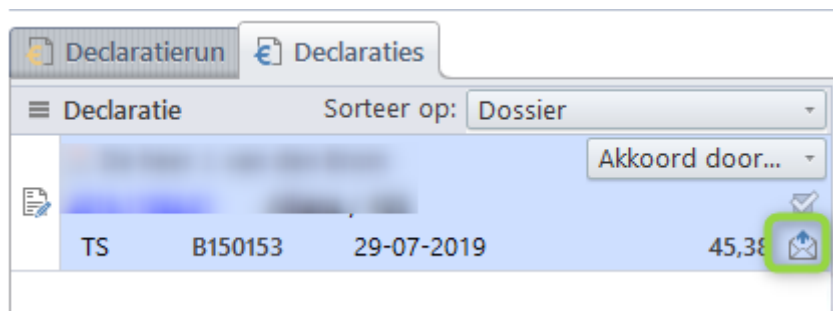 Declaratierun Declaraties
Declaratie Sorteer op: Dossier
Akkoord door...
TS B150153 29-07-2019 45,38